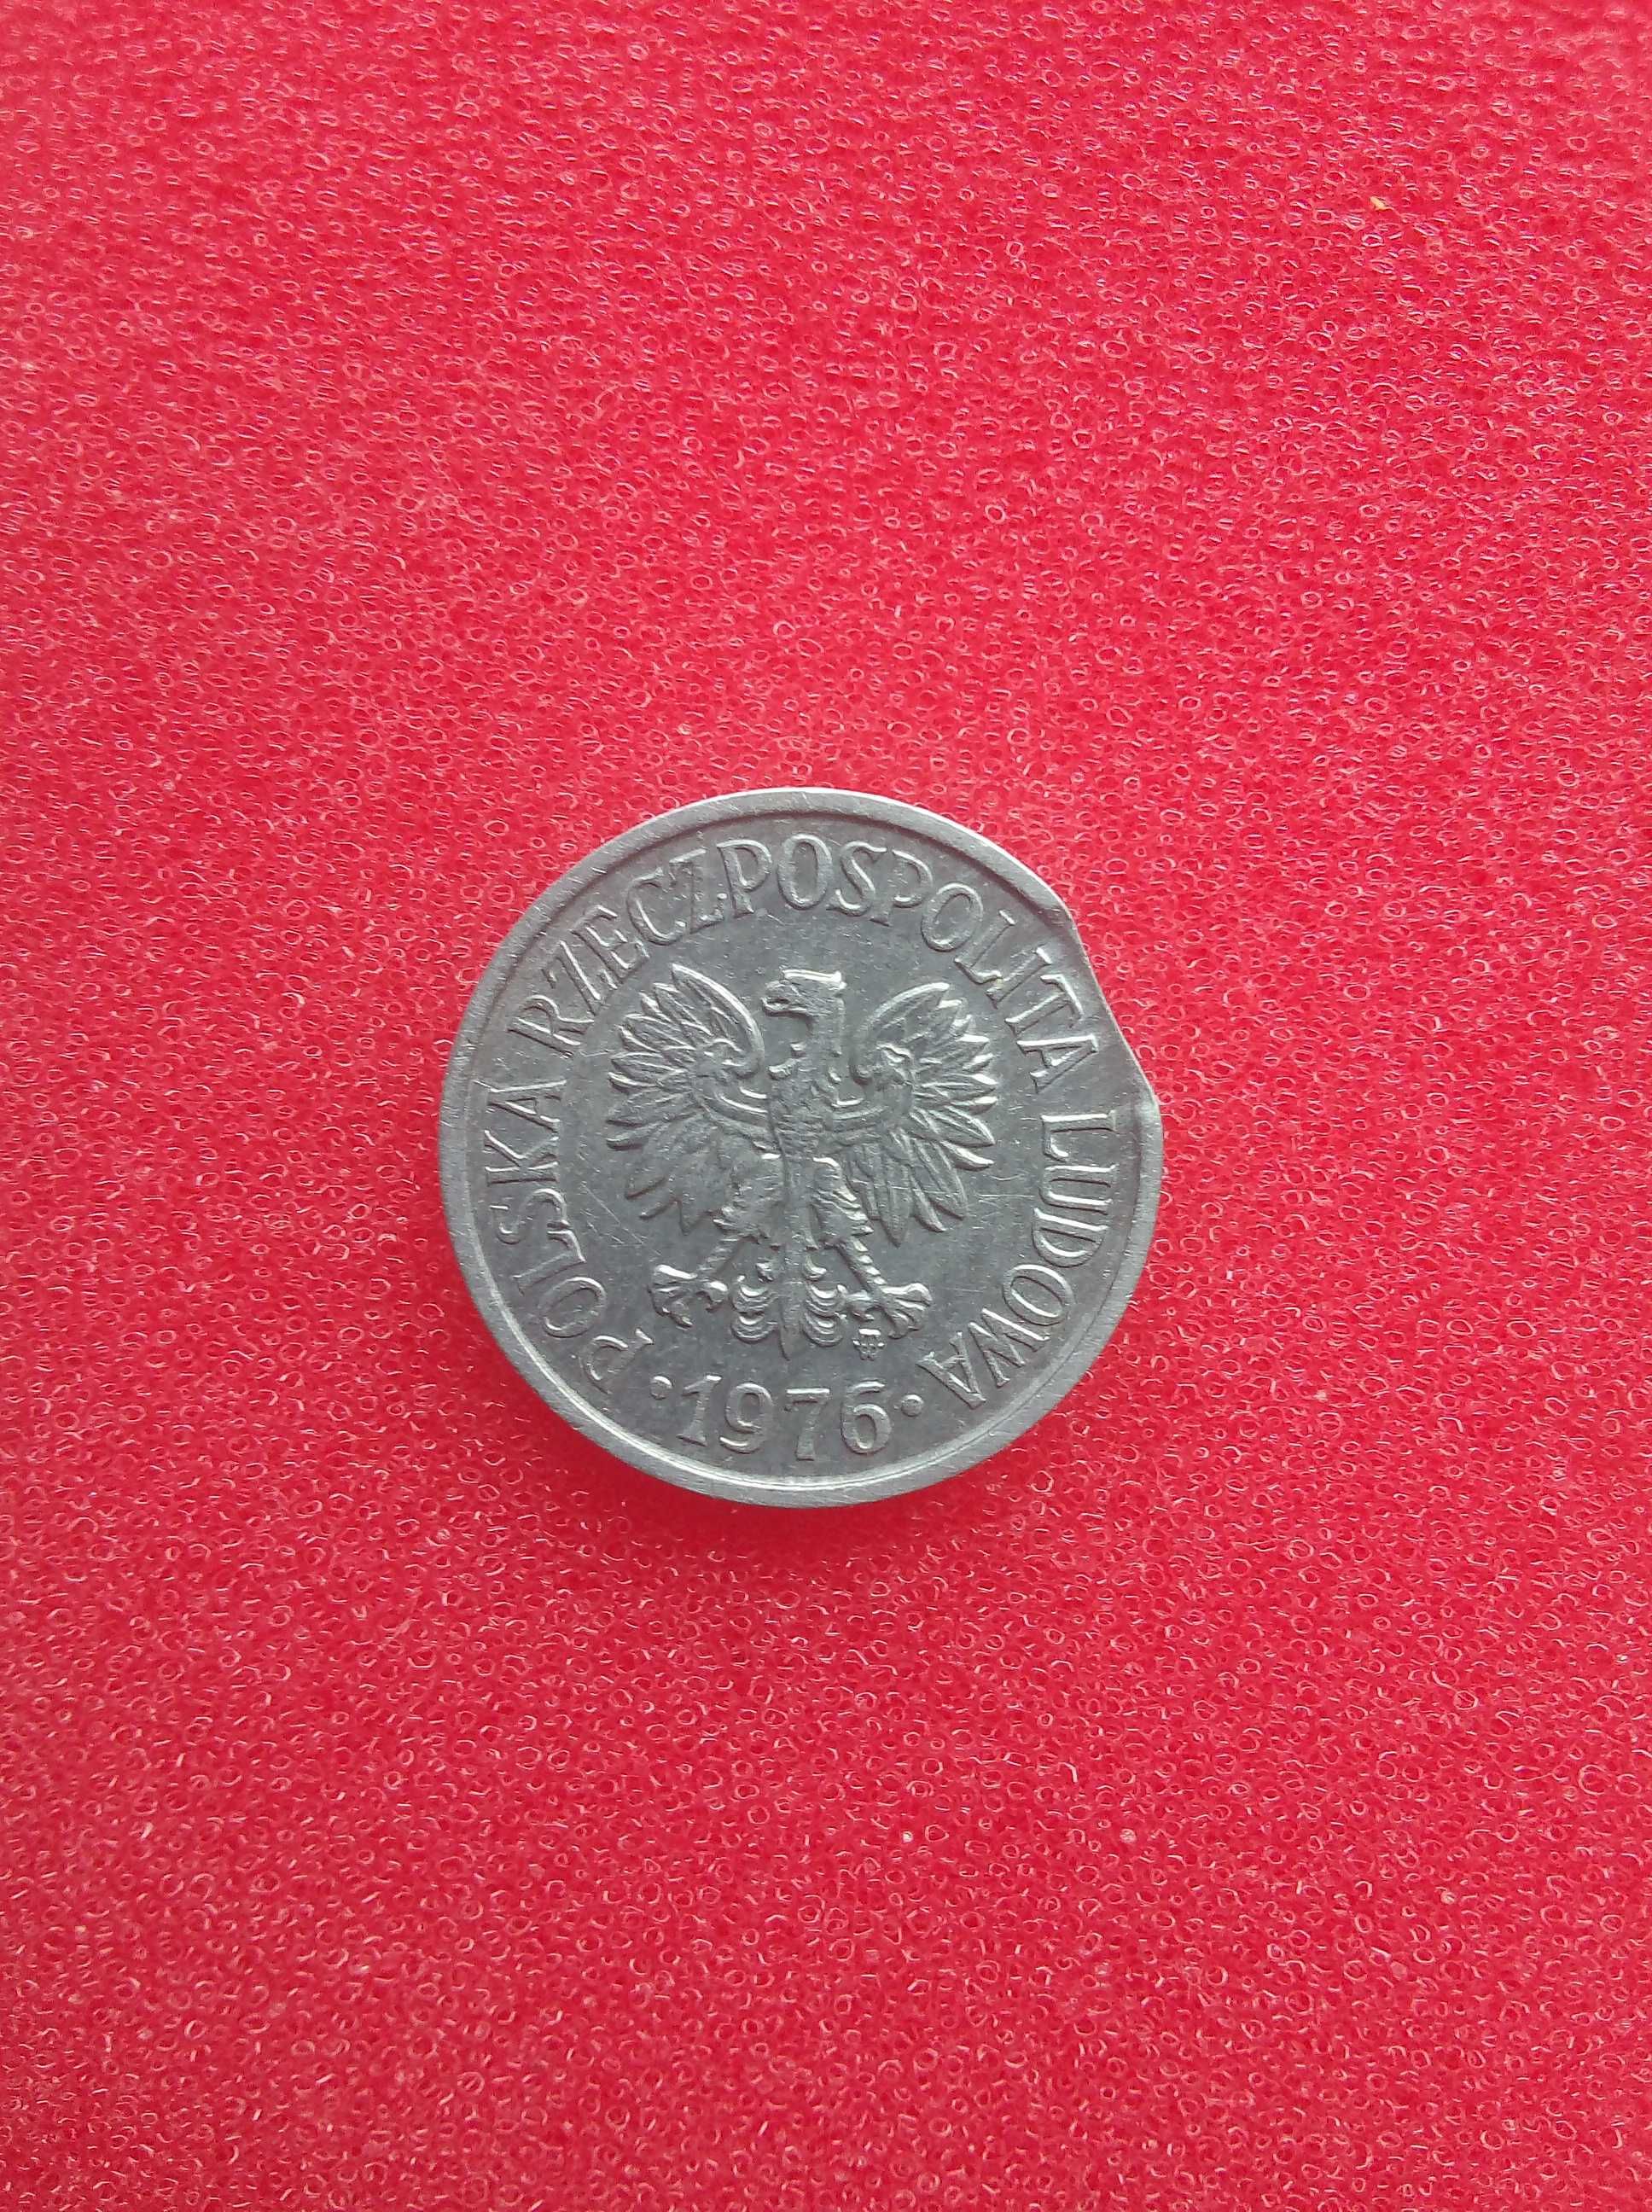 POLSKA RZECZPOSPOLITA LUDOWA
·1976·